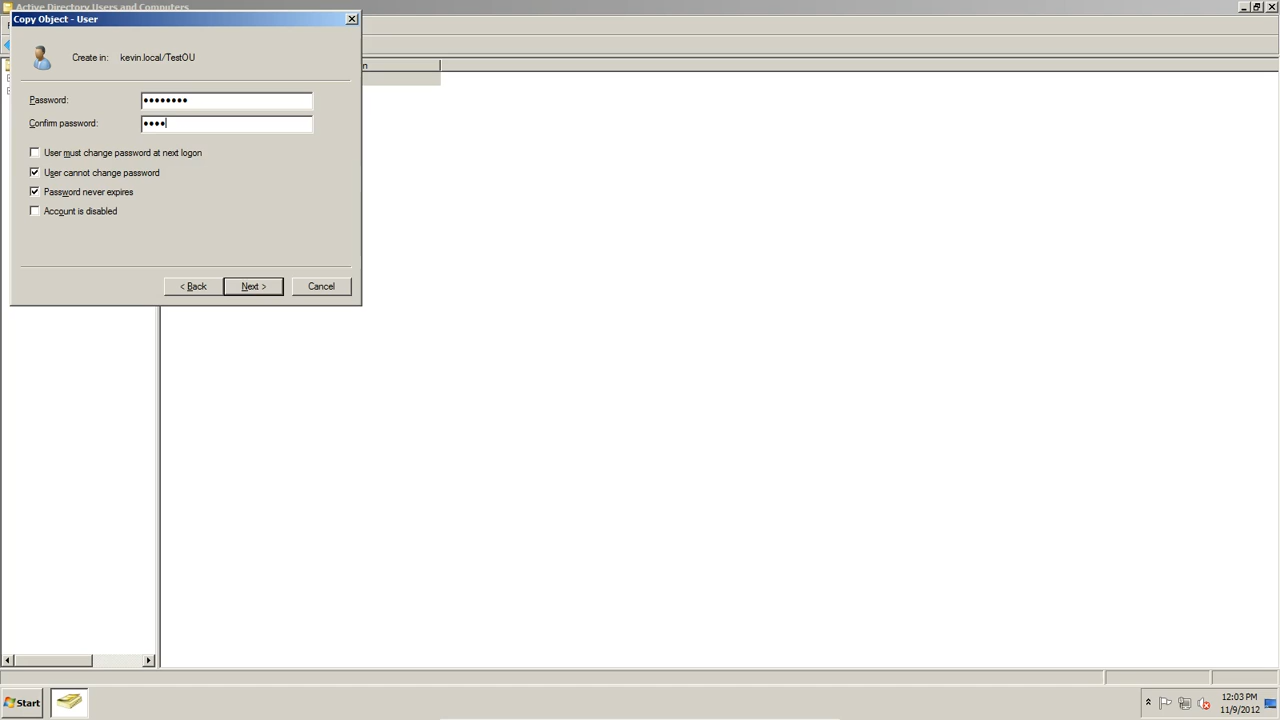 Active Directory Users and Computers
Copy Object - User
Create in: kevin.local/TestOU
Password: ●●●●●●●●
Confirm password: ●●●●
User must change password at next logon
User cannot change password
Password never expires
Account is disabled
< Back Next > Cancel
Start
12:03 PM
11/9/2012